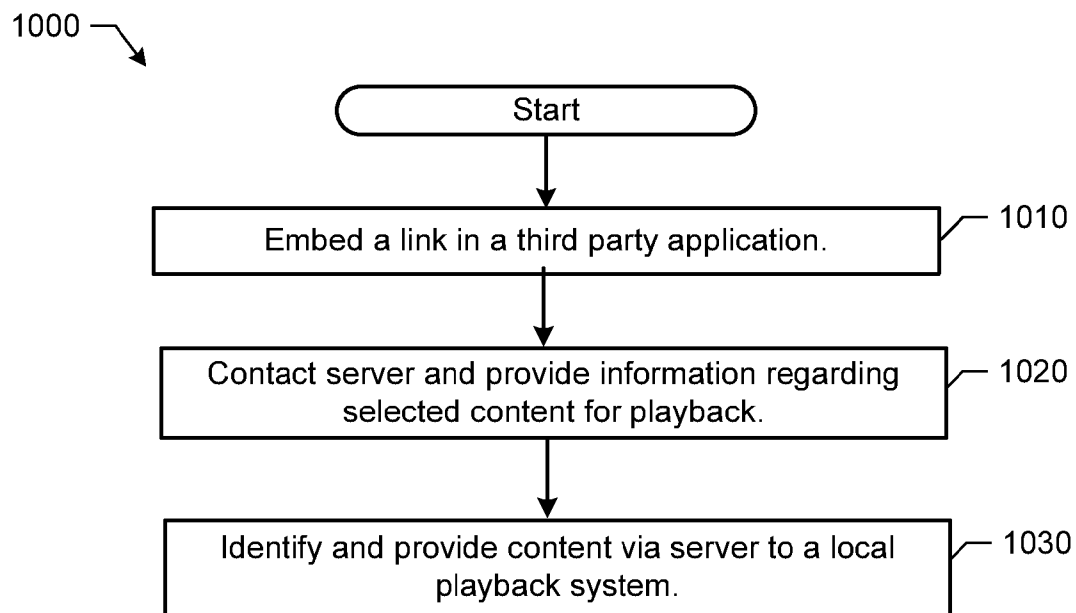 1000
Start
Embed a link in a third party application.
1010
Contact server and provide information regarding
selected content for playback.
1020
Identify and provide content via server to a local
playback system.
1030